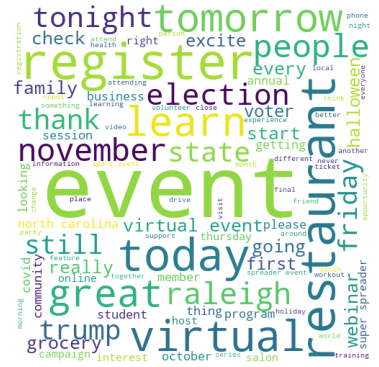 tonight tomorrow phone
night
registration
attend health
person
check right excite
register people
family attending every annual local everyone
nopol
something learning business volunteer close election voter experience think better
thank learn
session start
november state getting
information video different never another ticket
looking
event
restaurant
halloween
friday
change place sport event drive visit month final friend opportunity
north carolina virtual event please
party support thursday around
still today going
feature really first
covid online together member spreader event workout
community great raleigh
morning student thing program holiday
trump virtual
host world
grocery
campaign interest october series salon training
webinar
super spreader